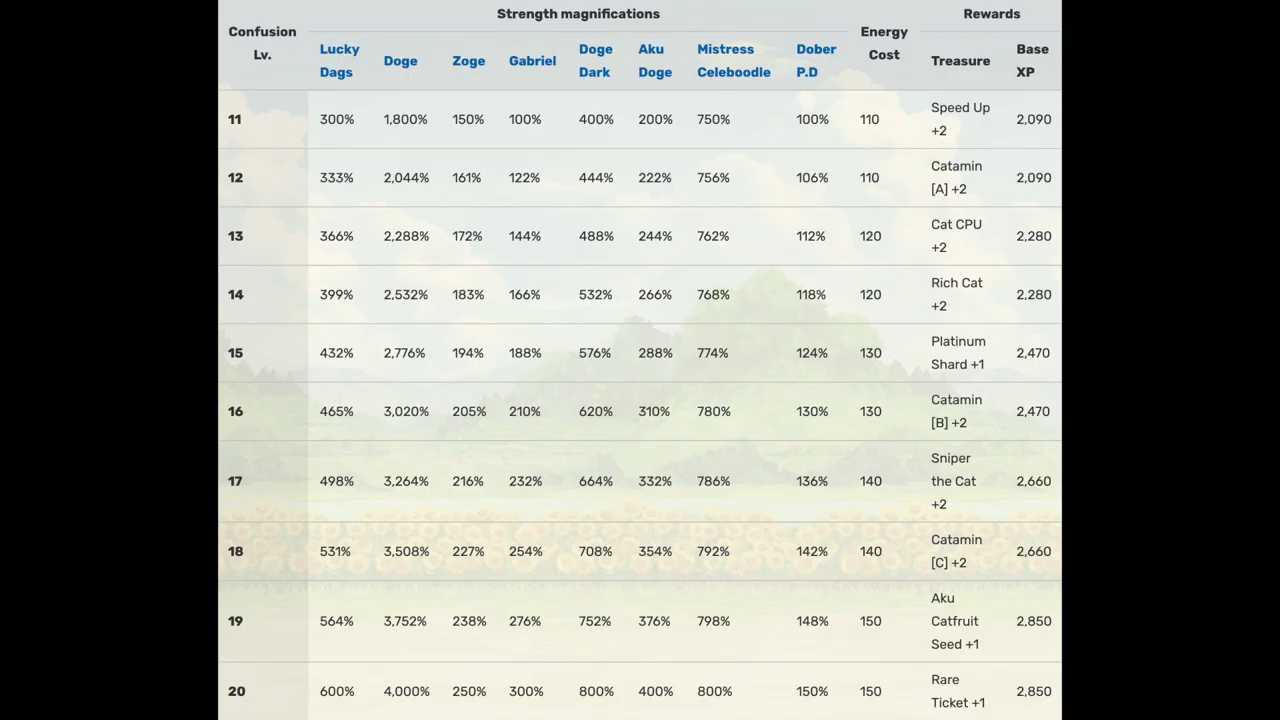 Strength magnifications
Rewards
Confusion
Lv.
Energy
Cost
Lucky
Dags
Doge
Zoge
Gabriel
Doge
Dark
Aku
Doge
Mistress
Celeboodle
Dober
P.D
Treasure
Base
XP
11 300% 1,800% 150% 100% 400% 200% 750% 100% 110 Speed Up 2,090
+2
12 333% 2,044% 161% 122% 444% 222% 756% 106% 110 Catamin 2,090
[A] +2
13 366% 2,288% 172% 144% 488% 244% 762% 112% 120 Cat CPU 2,280
+2
14 399% 2,532% 183% 166% 532% 266% 768% 118% 120 Rich Cat 2,280
+2
15 432% 2,776% 194% 188% 576% 288% 774% 124% 130 Platinum 2,470
Shard +1
16 465% 3,020% 205% 210% 620% 310% 780% 130% 130 Catamin 2,470
[B] +2
17 498% 3,264% 216% 232% 664% 332% 786% 136% 140 Sniper 2,660
the Cat
+2
18 531% 3,508% 227% 254% 708% 354% 792% 142% 140 Catamin 2,660
[C] +2
19 564% 3,752% 238% 276% 752% 376% 798% 148% 150 Aku 2,850
Catfruit
Seed +1
20 600% 4,000% 250% 300% 800% 400% 800% 150% 150 Rare 2,850
Ticket +1